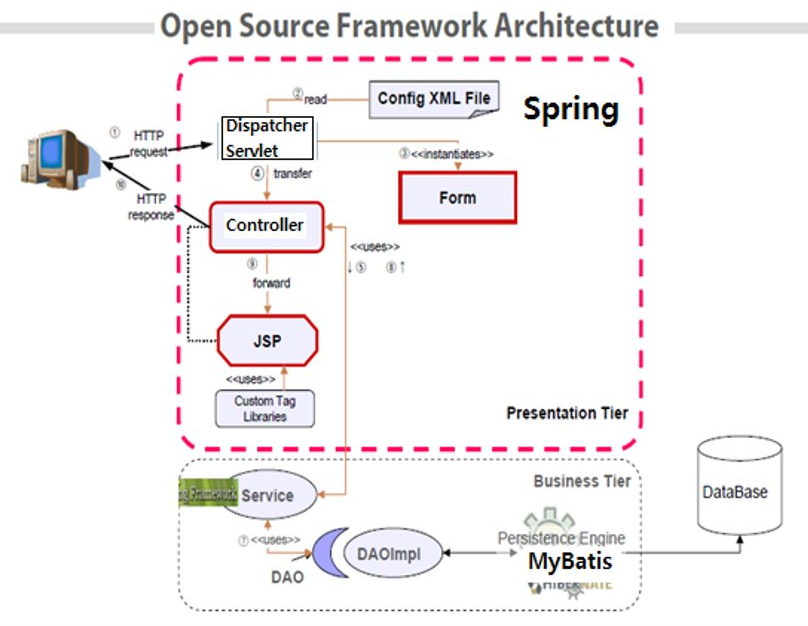 Open Source Framework Architecture
② read
Config XML File
Spring
① HTTP
request
Dispatcher
Servlet
③ <<instantiates>>
④ transfer
Form
⑩ HTTP
response
Controller
<<uses>>
↓⑤ ⑧↑
⑨
forward
JSP
<<uses>>
Custom Tag
Libraries
Presentation Tier
Business Tier
Framework
Service
DataBase
⑦ <<uses>>
Persistence Engine
DAOImpl
MyBatis
DAO
HIBERNATE